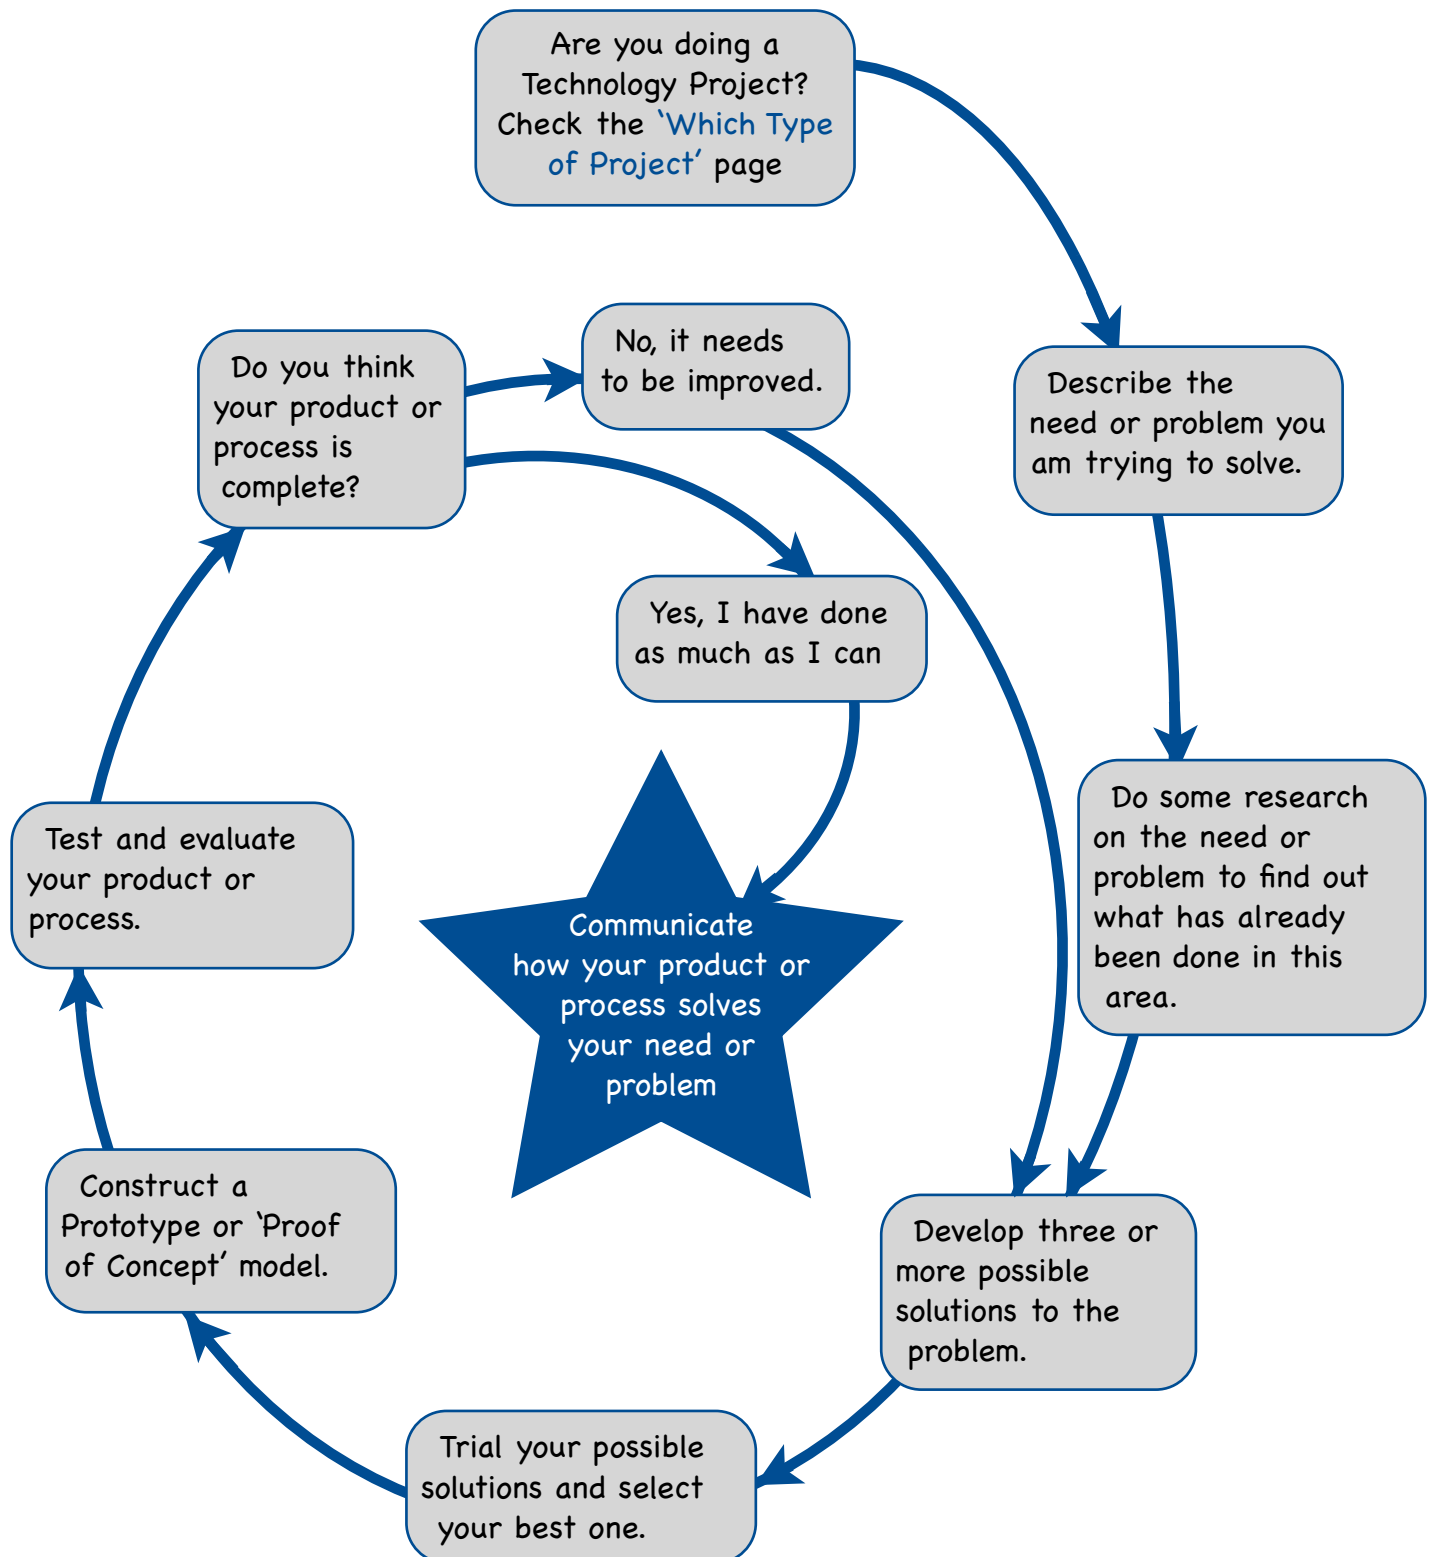 Are you doing a
Technology Project?
Check the ‘Which Type
of Project’ page
Describe the
need or problem you
am trying to solve.
Do some research
on the need or
problem to find out
what has already
been done in this
area.
Develop three or
more possible
solutions to the
problem.
Trial your possible
solutions and select
your best one.
Construct a
Prototype or ‘Proof
of Concept’ model.
Test and evaluate
your product or
process.
Do you think
your product or
process is
complete?
No, it needs
to be improved.
Yes, I have done
as much as I can
Communicate
how your product or
process solves
your need or
problem